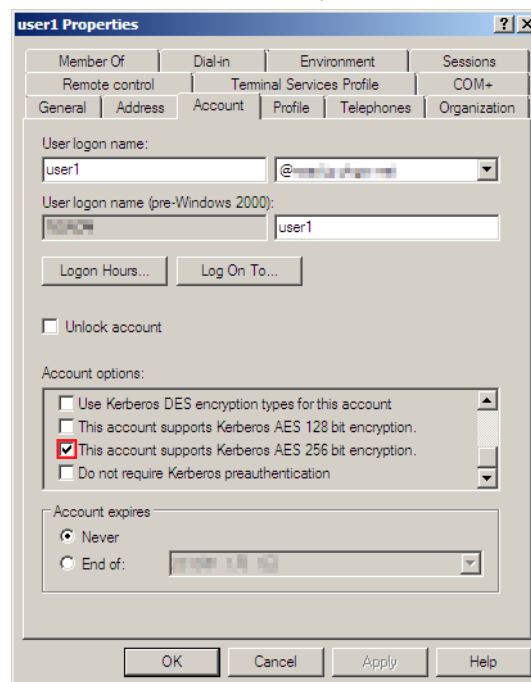 user1 Properties
Member Of Dial-in Environment Sessions
Remote control Terminal Services Profile COM+
General Address Account Profile Telephones Organization
User logon name:
user1 @
User logon name (pre-Windows 2000):
user1
Logon Hours... Log On To...
Unlock account
Account options:
Use Kerberos DES encryption types for this account
This account supports Kerberos AES 128 bit encryption.
This account supports Kerberos AES 256 bit encryption.
Do not require Kerberos preauthentication
Account expires
Never
End of:
OK Cancel Apply Help